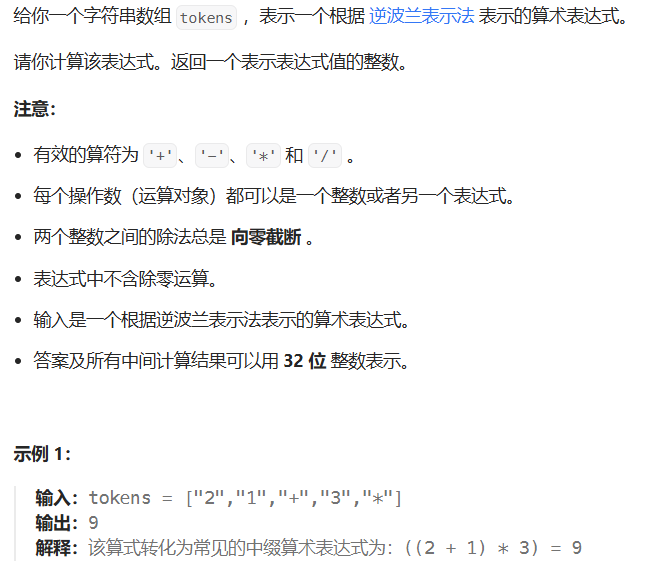 给你一个字符串数组 tokens ，表示一个根据 逆波兰表示法 表示的算术表达式。
请你计算该表达式。返回一个表示表达式值的整数。
注意：
• 有效的算符为 '+'、'-'、'*' 和 '/' 。
• 每个操作数（运算对象）都可以是一个整数或者另一个表达式。
• 两个整数之间的除法总是 向零截断 。
• 表达式中不含除零运算。
• 输入是一个根据逆波兰表示法表示的算术表达式。
• 答案及所有中间计算结果可以用 32 位 整数表示。
示例 1：
输入：tokens = ["2","1","+","3","*"]
输出：9
解释：该算式转化为常见的中缀算术表达式为：((2 + 1) * 3) = 9